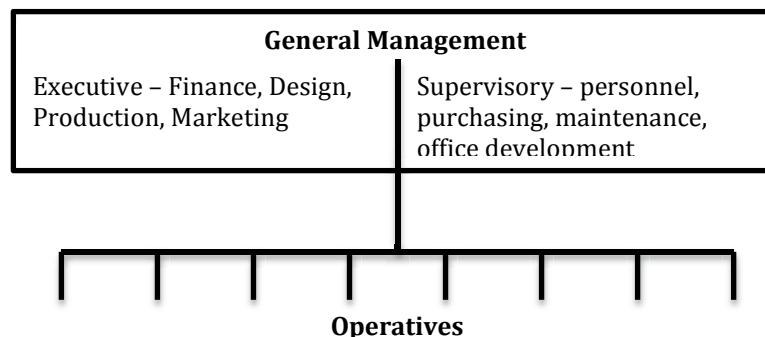 General Management
Executive – Finance, Design,
Production, Marketing
Supervisory – personnel,
purchasing, maintenance,
office development
Operatives